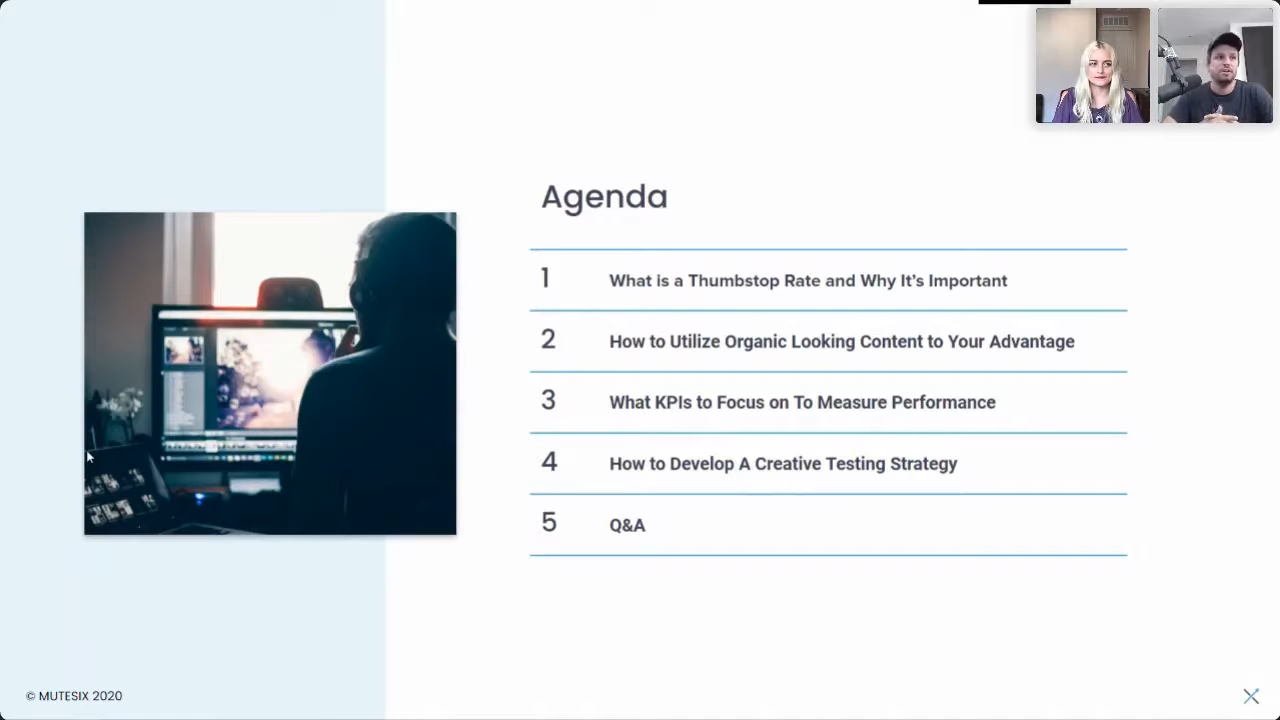 Agenda
1 What is a Thumbstop Rate and Why It's Important
2 How to Utilize Organic Looking Content to Your Advantage
3 What KPIs to Focus on To Measure Performance
4 How to Develop A Creative Testing Strategy
5 Q&A
© MUTESIX 2020